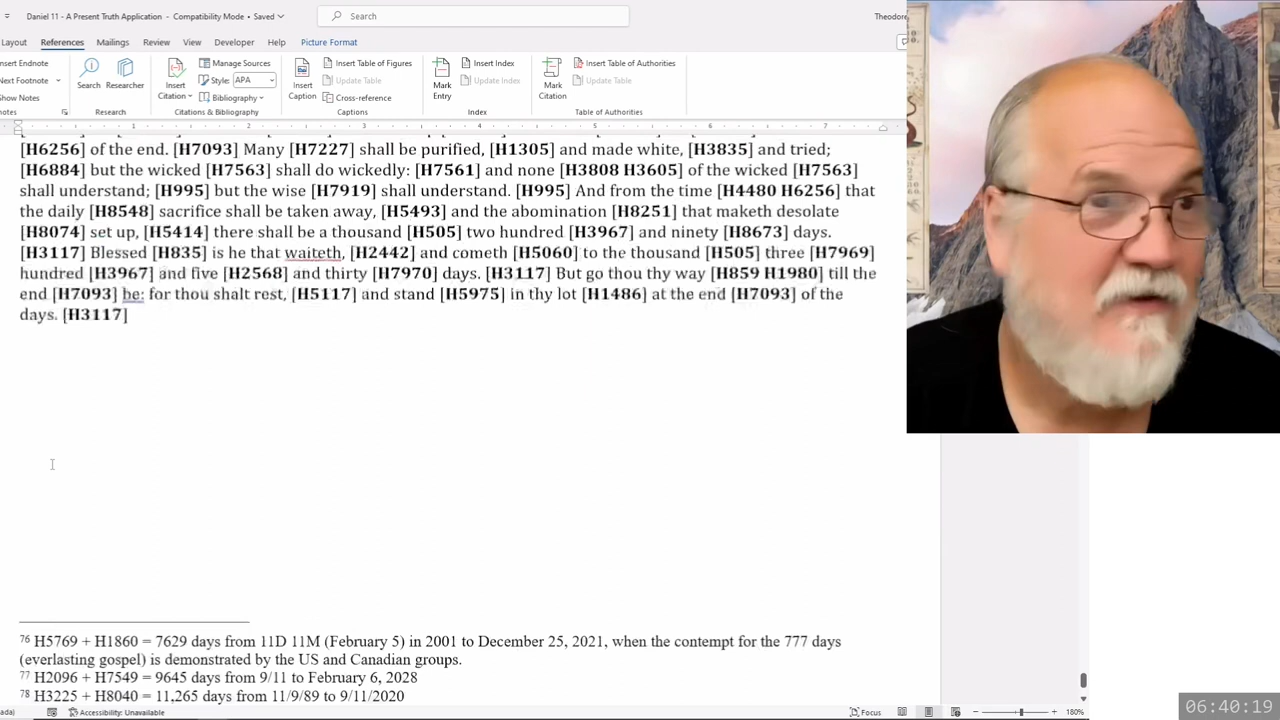 Daniel 11 - A Present Truth Application - Compatibility Mode • Saved
Search
Theodore
Layout References Mailings Review View Developer Help Picture Format
nsert Endnote
Next Footnote
Show Notes
notes
Search
Researcher
Research
Insert
Citation
Manage Sources
Style: APA
Bibliography
Citations & Bibliography
Insert
Caption
Insert Table of Figures
Update Table
Cross-reference
Captions
Mark
Entry
Insert Index
Update Index
Index
Mark
Citation
Insert Table of Authorities
Update Table
Table of Authorities
1 2 3 4 5 6 7
[H6256] of the end. [H7093] Many [H7227] shall be purified, [H1305] and made white, [H3835] and tried;
[H6884] but the wicked [H7563] shall do wickedly: [H7561] and none [H3808 H3605] of the wicked [H7563]
shall understand; [H995] but the wise [H7919] shall understand. [H995] And from the time [H4480 H6256] that
the daily [H8548] sacrifice shall be taken away, [H5493] and the abomination [H8251] that maketh desolate
[H8074] set up, [H5414] there shall be a thousand [H505] two hundred [H3967] and ninety [H8673] days.
[H3117] Blessed [H835] is he that waiteth, [H2442] and cometh [H5060] to the thousand [H505] three [H7969]
hundred [H3967] and five [H2568] and thirty [H7970] days. [H3117] But go thou thy way [H859 H1980] till the
end [H7093] be: for thou shalt rest, [H5117] and stand [H5975] in thy lot [H1486] at the end [H7093] of the
days. [H3117]
76 H5769 + H1860 = 7629 days from 11D 11M (February 5) in 2001 to December 25, 2021, when the contempt for the 777 days
(everlasting gospel) is demonstrated by the US and Canadian groups.
77 H2096 + H7549 = 9645 days from 9/11 to February 6, 2028
78 H3225 + H8040 = 11,265 days from 11/9/89 to 9/11/2020
ada)
Accessibility: Unavailable
Focus
180%
06:40:19